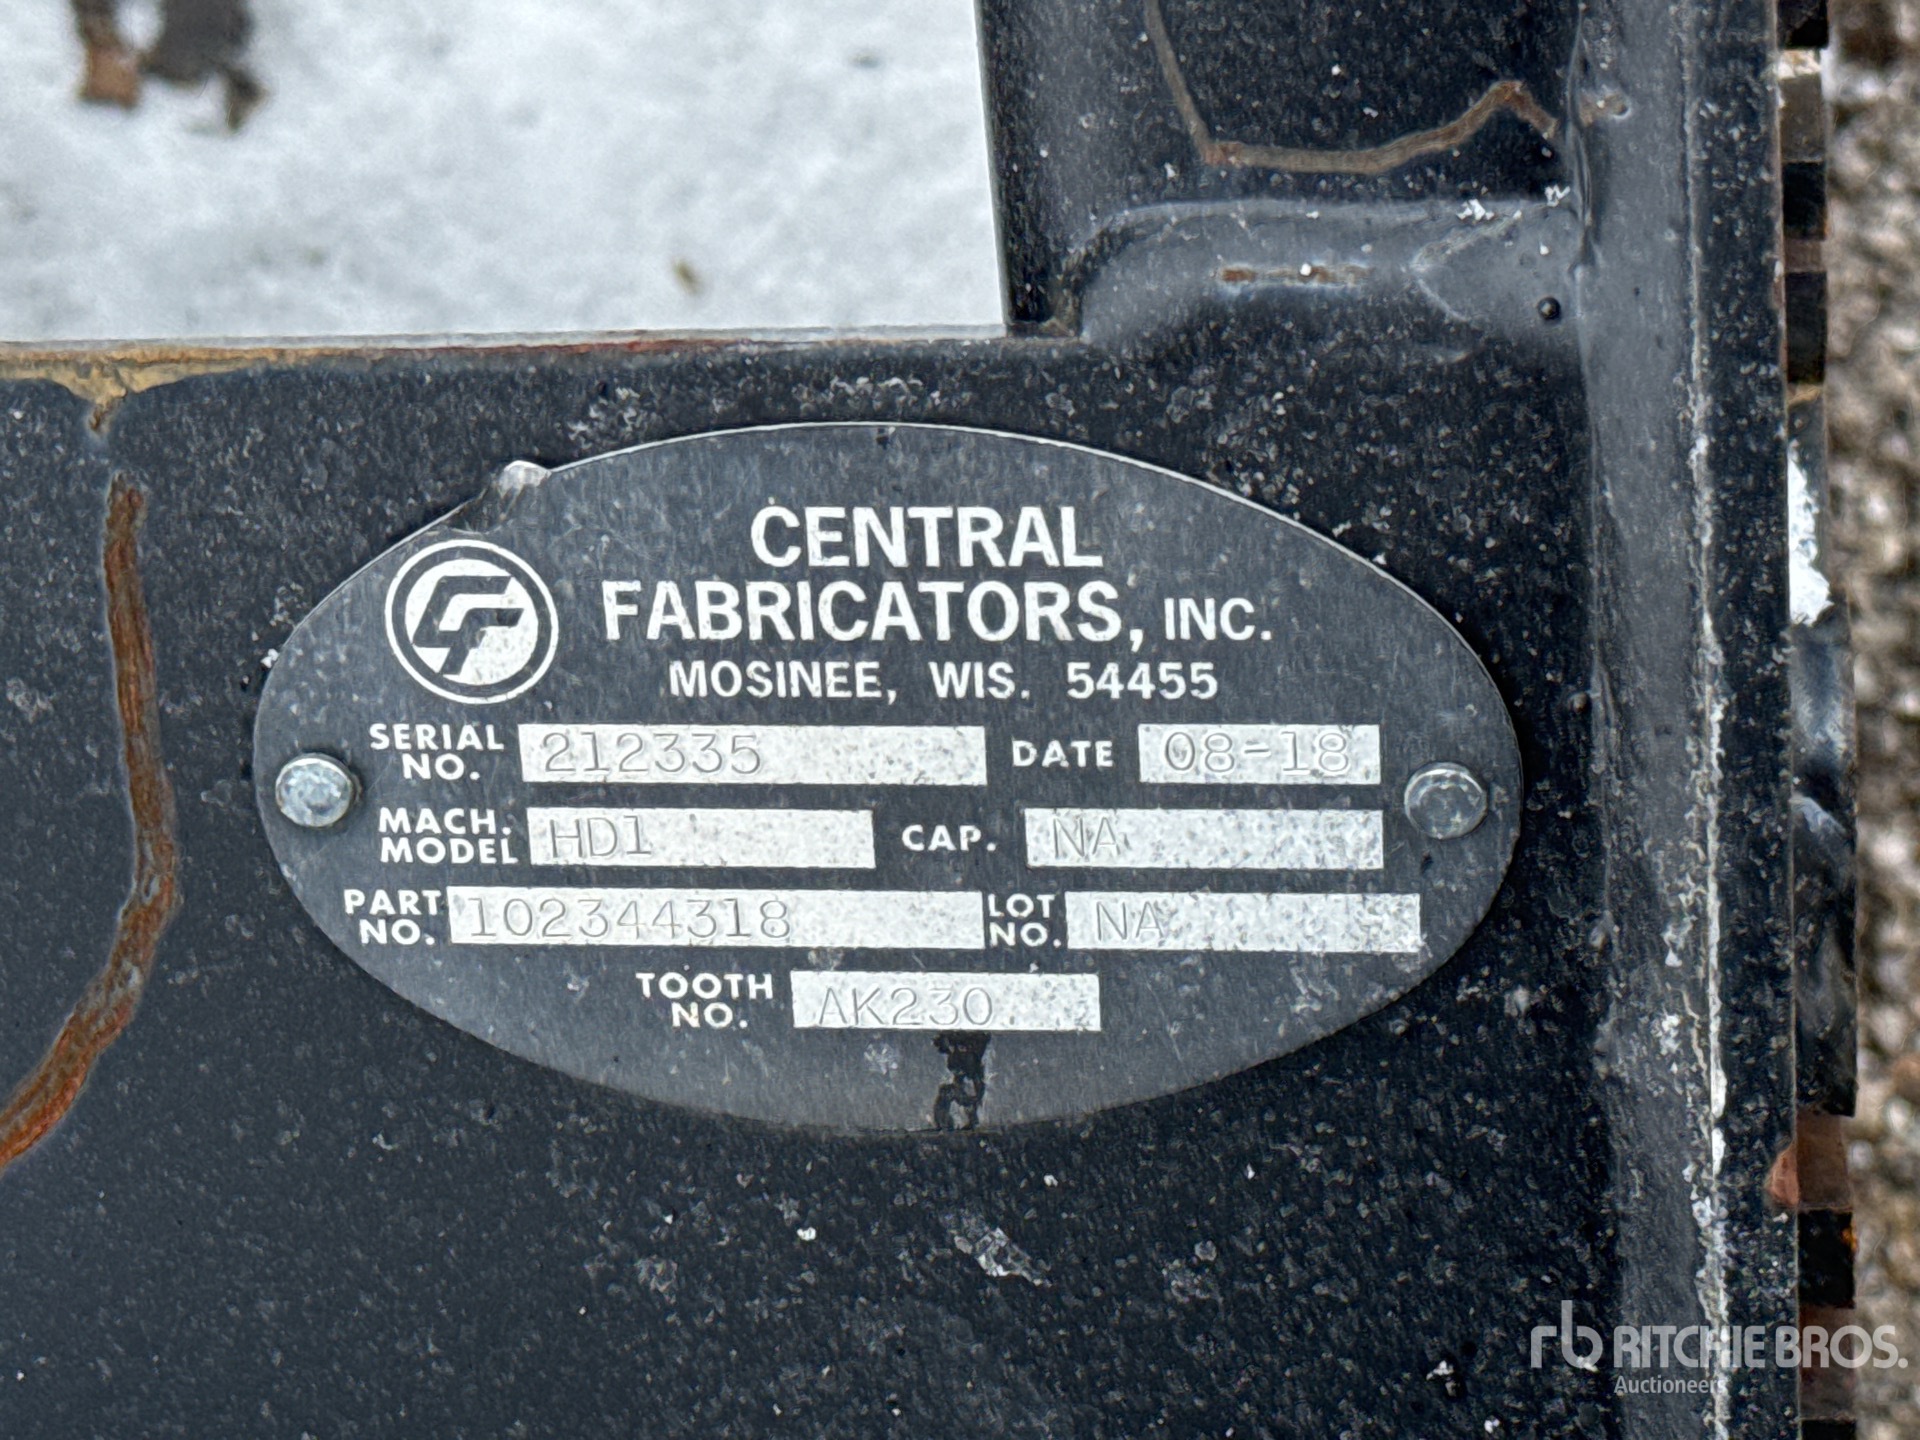 CENTRAL
FABRICATORS, INC.
MOSINEE, WIS. 54455
SERIAL NO. 212335 DATE 08-18
MACH. MODEL HD1 CAP. NA
PART NO. 102344318 LOT NO. NA
TOOTH NO. AK230
rb RITCHIE BROS.
Auctioneers